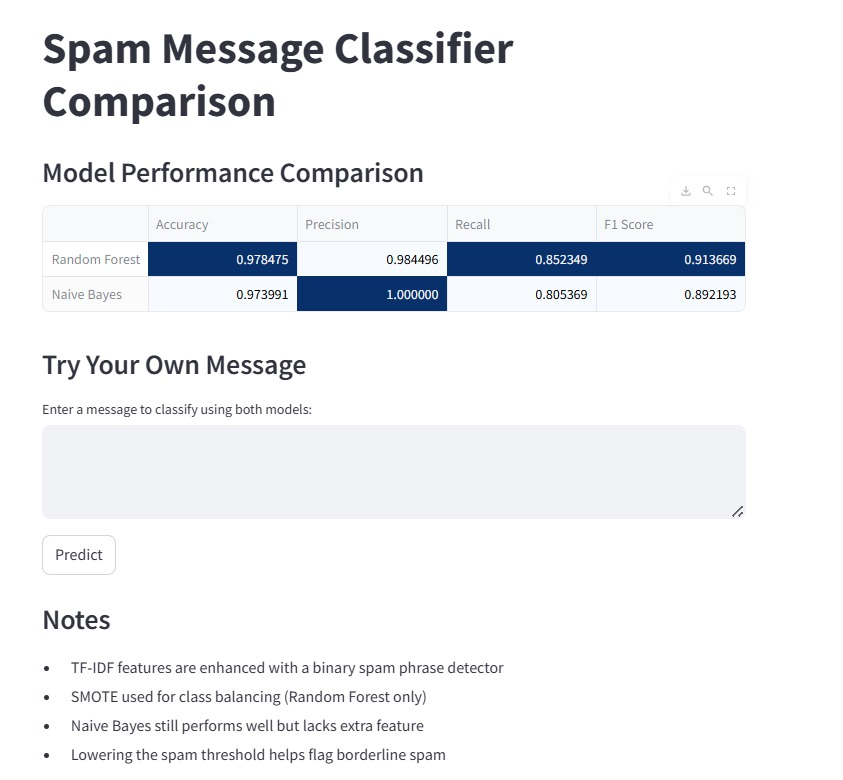 Spam Message Classifier
Comparison
Model Performance Comparison
Accuracy Precision Recall F1 Score
Random Forest 0.978475 0.984496 0.852349 0.913669
Naive Bayes 0.973991 1.000000 0.805369 0.892193
Try Your Own Message
Enter a message to classify using both models:
Predict
Notes
• TF-IDF features are enhanced with a binary spam phrase detector
• SMOTE used for class balancing (Random Forest only)
• Naive Bayes still performs well but lacks extra feature
• Lowering the spam threshold helps flag borderline spam